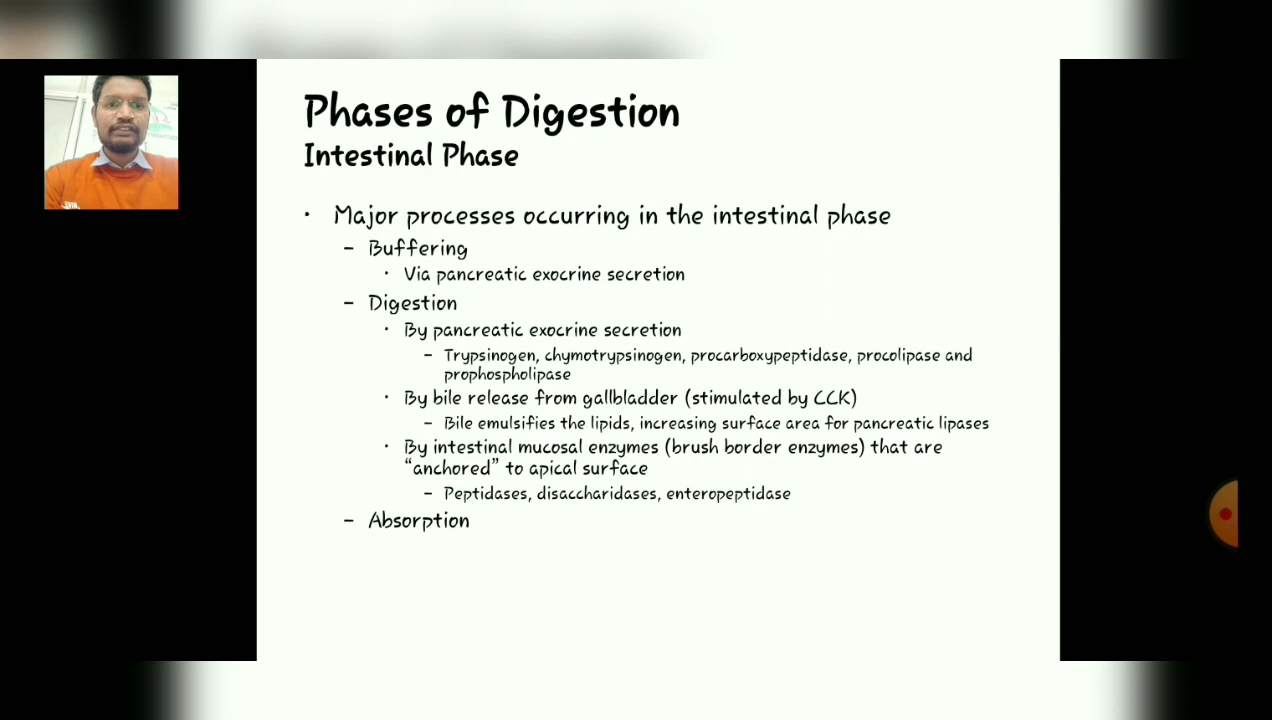 Phases of Digestion
Intestinal Phase
• Major processes occurring in the intestinal phase
– Buffering
• Via pancreatic exocrine secretion
– Digestion
• By pancreatic exocrine secretion
– Trypsinogen, chymotrypsinogen, procarboxypeptidase, procolipase and
prophospholipase
• By bile release from gallbladder (stimulated by CCK)
– Bile emulsifies the lipids, increasing surface area for pancreatic lipases
• By intestinal mucosal enzymes (brush border enzymes) that are
“anchored” to apical surface
– Peptidases, disaccharidases, enteropeptidase
– Absorption